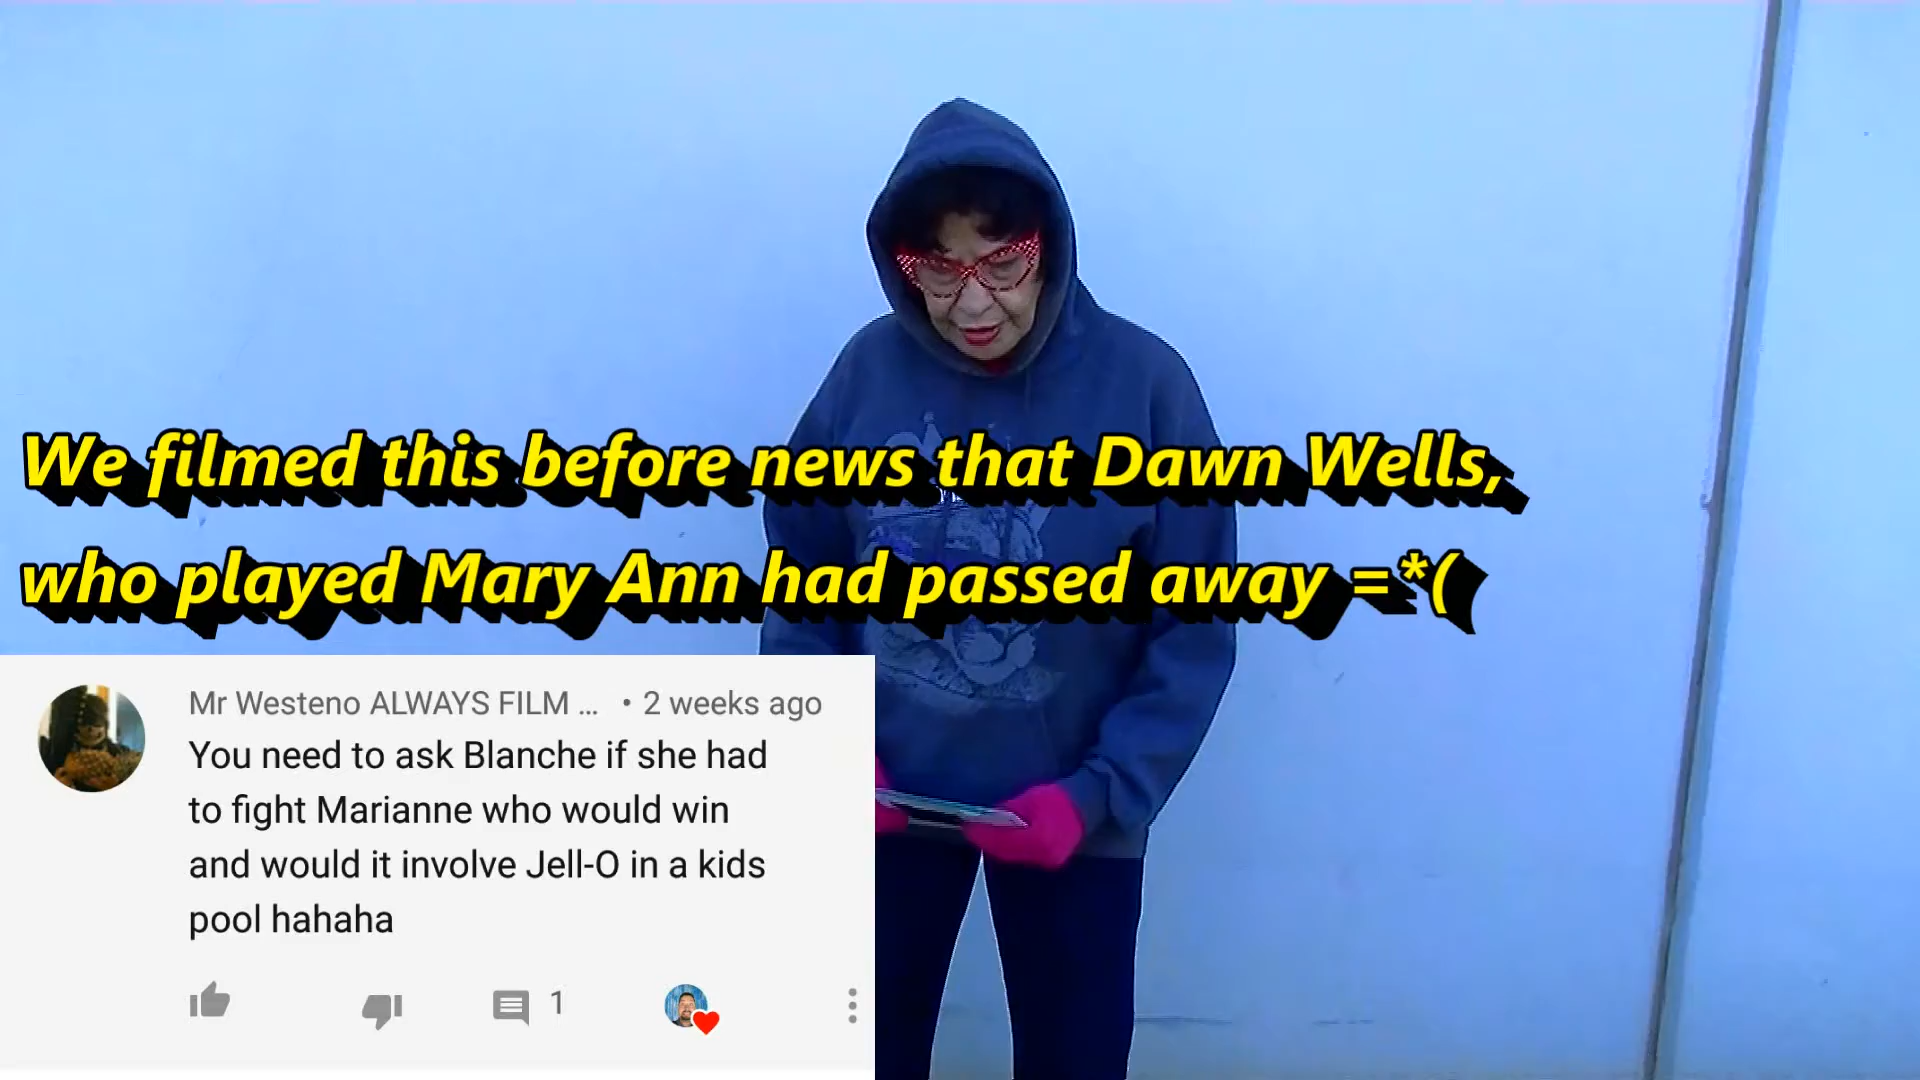 We filmed this before news that Dawn Wells,
who played Mary Ann had passed away =*(
Mr Westeno ALWAYS FILM ... • 2 weeks ago
You need to ask Blanche if she had
to fight Marianne who would win
and would it involve Jell-O in a kids
pool hahaha
1